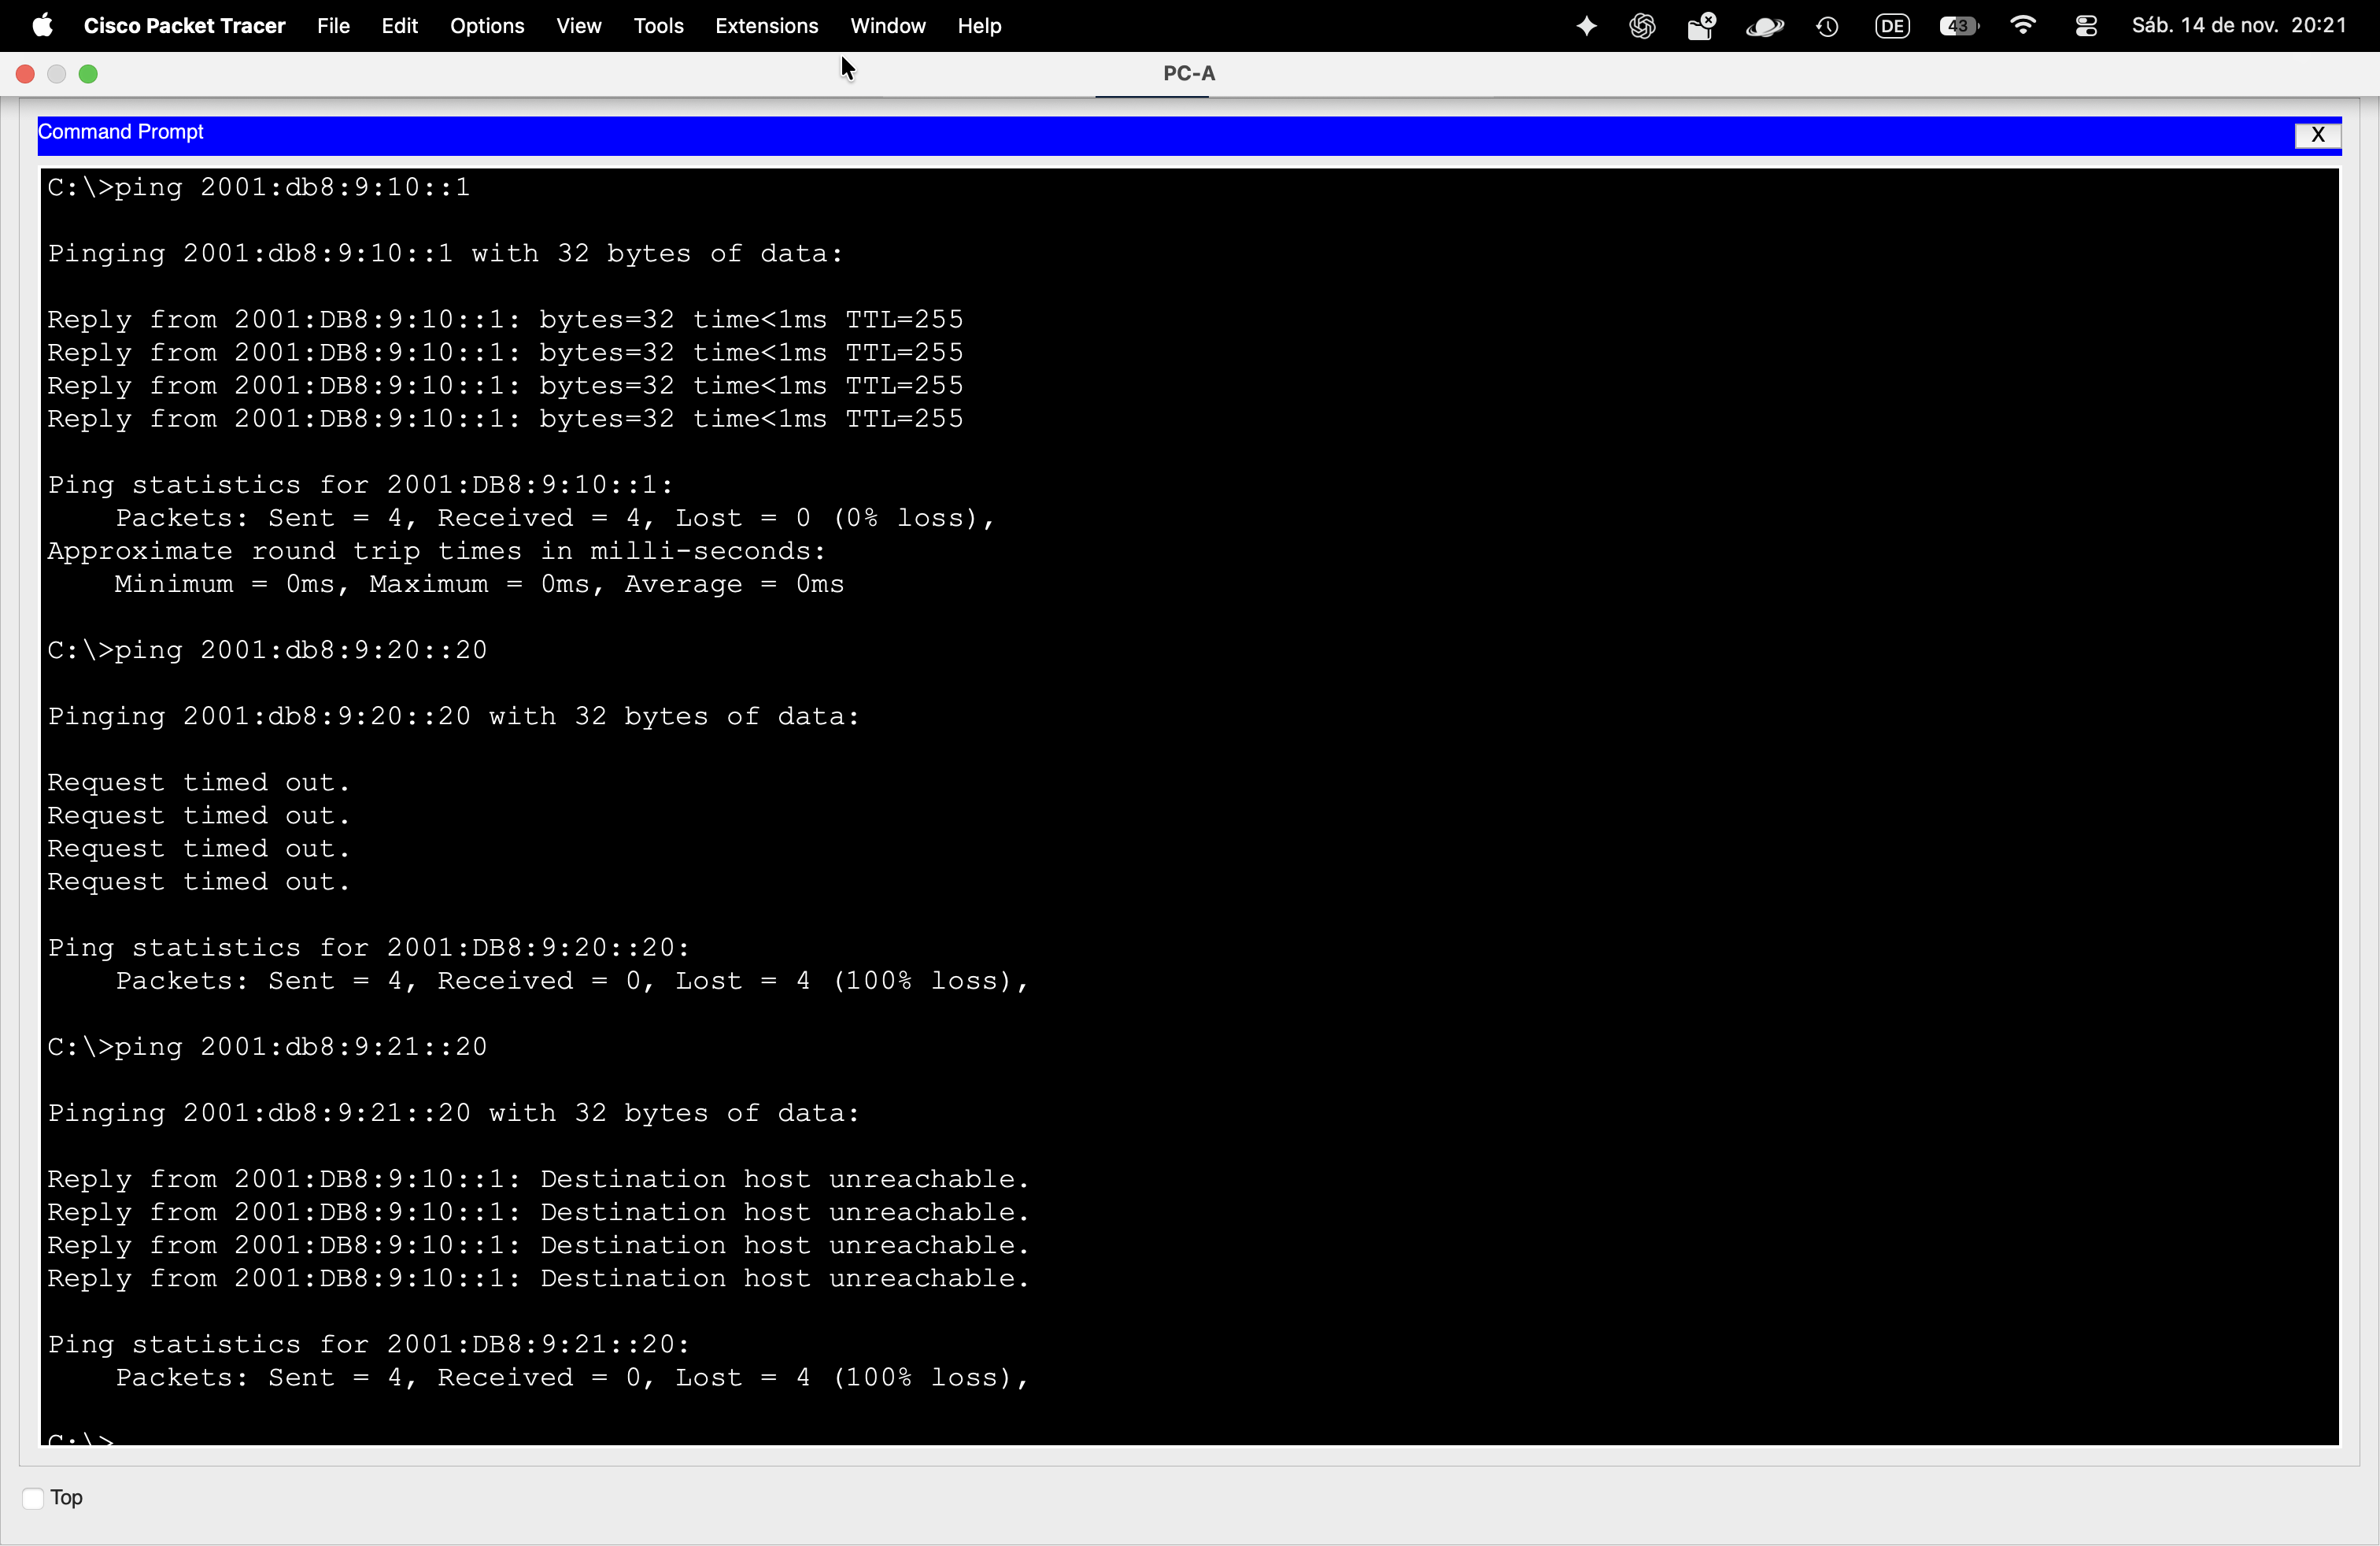 Cisco Packet Tracer File Edit Options View Tools Extensions Window Help DE 43 Sáb. 14 de nov. 20:21
PC-A
Command Prompt X
C:\>ping 2001:db8:9:10::1
Pinging 2001:db8:9:10::1 with 32 bytes of data:
Reply from 2001:DB8:9:10::1: bytes=32 time<1ms TTL=255
Reply from 2001:DB8:9:10::1: bytes=32 time<1ms TTL=255
Reply from 2001:DB8:9:10::1: bytes=32 time<1ms TTL=255
Reply from 2001:DB8:9:10::1: bytes=32 time<1ms TTL=255
Ping statistics for 2001:DB8:9:10::1:
Packets: Sent = 4, Received = 4, Lost = 0 (0% loss),
Approximate round trip times in milli-seconds:
Minimum = 0ms, Maximum = 0ms, Average = 0ms
C:\>ping 2001:db8:9:20::20
Pinging 2001:db8:9:20::20 with 32 bytes of data:
Request timed out.
Request timed out.
Request timed out.
Request timed out.
Ping statistics for 2001:DB8:9:20::20:
Packets: Sent = 4, Received = 0, Lost = 4 (100% loss),
C:\>ping 2001:db8:9:21::20
Pinging 2001:db8:9:21::20 with 32 bytes of data:
Reply from 2001:DB8:9:10::1: Destination host unreachable.
Reply from 2001:DB8:9:10::1: Destination host unreachable.
Reply from 2001:DB8:9:10::1: Destination host unreachable.
Reply from 2001:DB8:9:10::1: Destination host unreachable.
Ping statistics for 2001:DB8:9:21::20:
Packets: Sent = 4, Received = 0, Lost = 4 (100% loss),
C:\>
Top